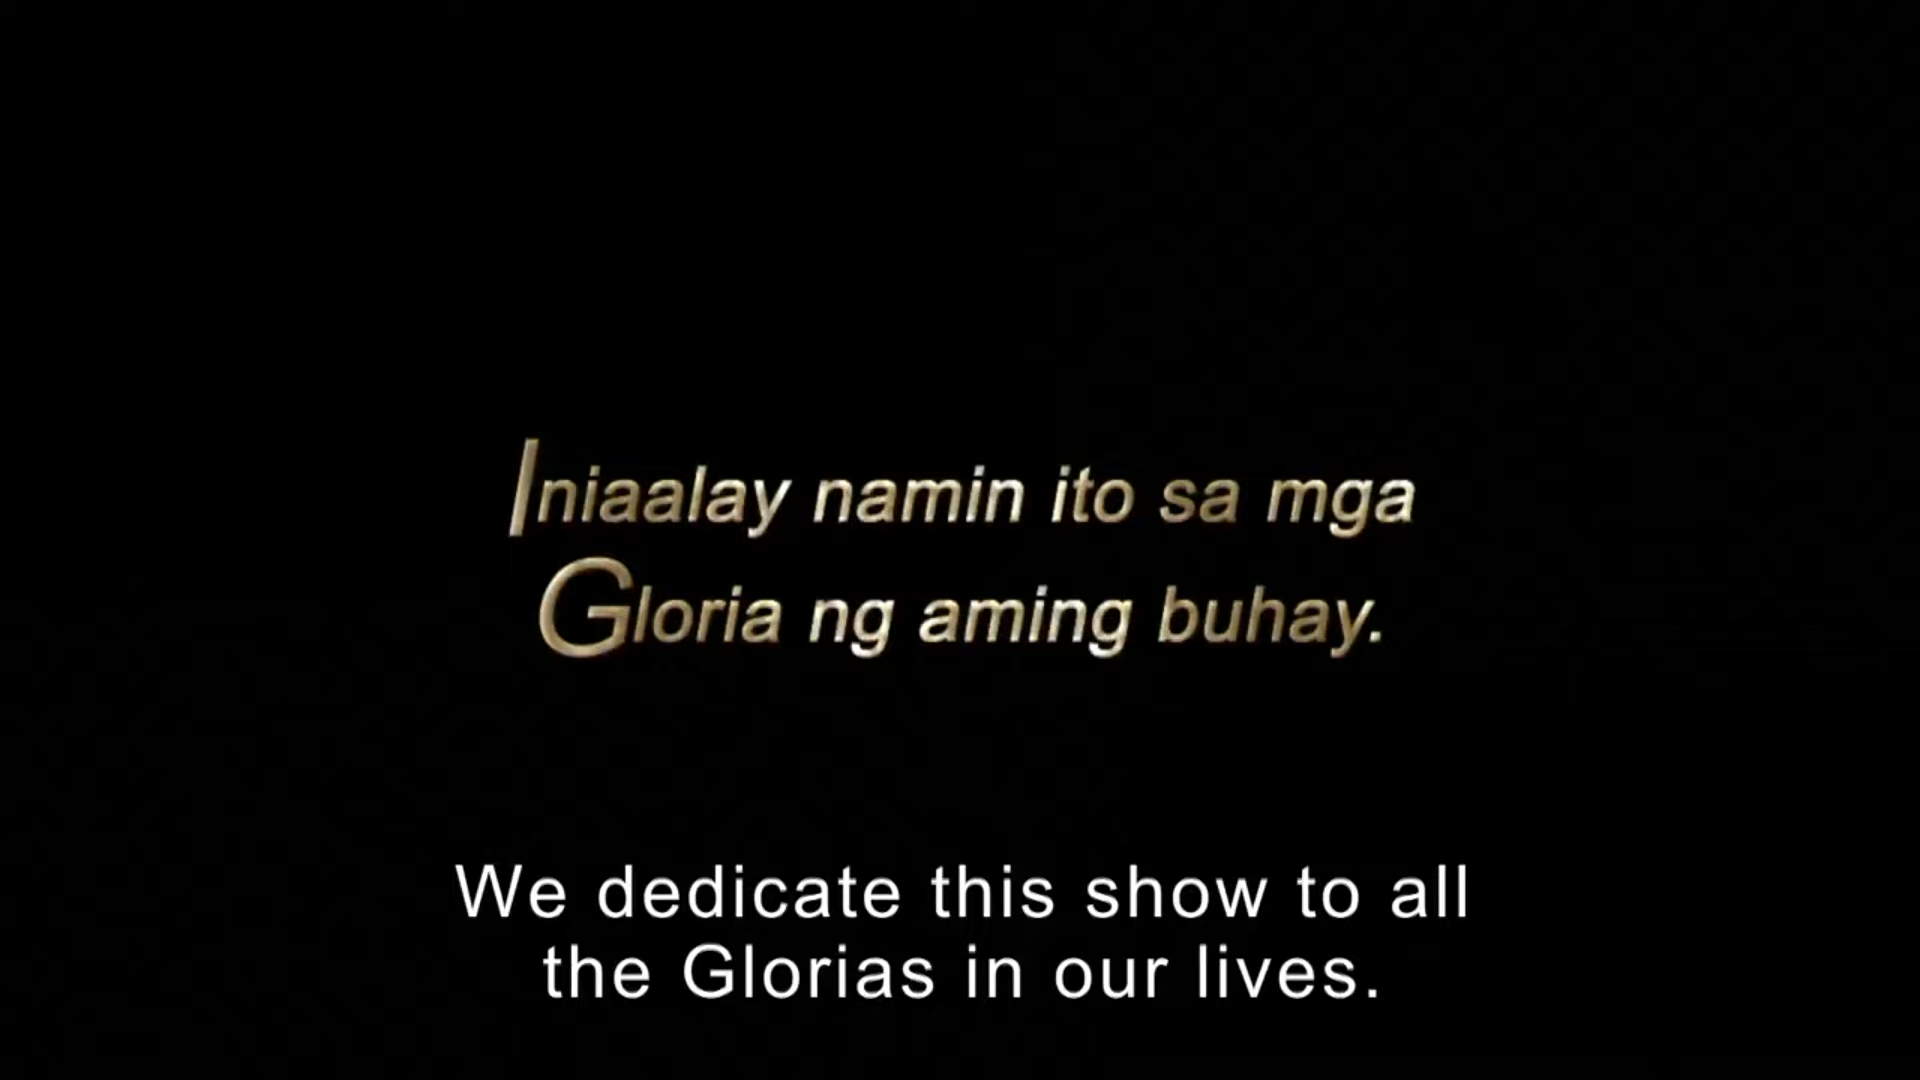 Iniaalay namin ito sa mga
Gloria ng aming buhay.
We dedicate this show to all
the Glorias in our lives.